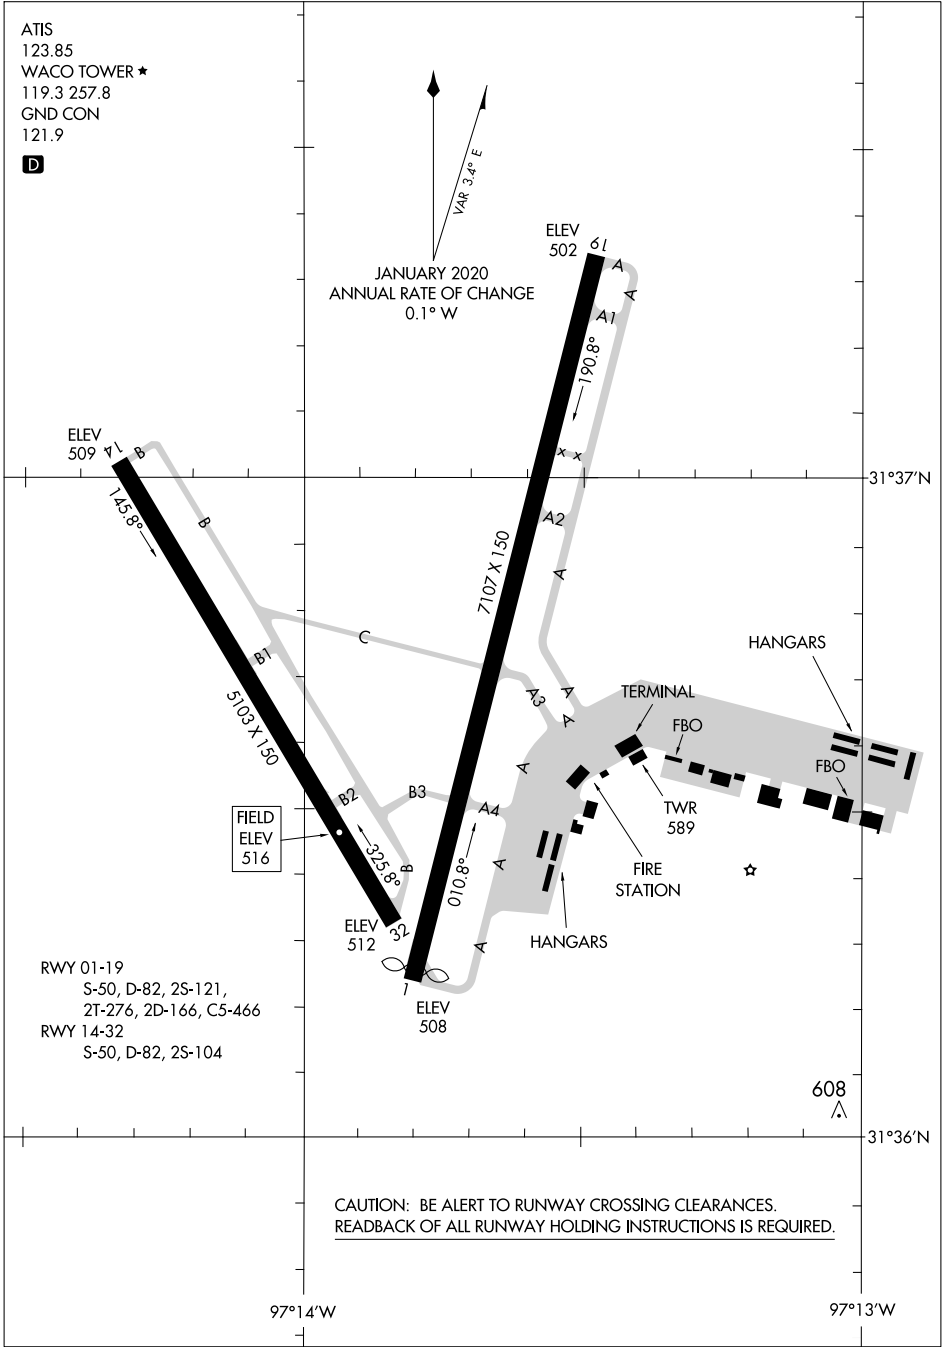 ATIS
123.85
WACO TOWER ★
119.3 257.8
GND CON
121.9
D
VAR 3.4° E
JANUARY 2020
ANNUAL RATE OF CHANGE
0.1° W
ELEV
502
19
A
A
A1
190.8°
X X
ELEV
509
14
B
145.8°
B
31°37'N
A2
A
7107 X 150
C
B1
5103 X 150
A3
A
A
HANGARS
TERMINAL
FBO
FBO
A
B2
B3
A4
TWR
589
FIELD
ELEV
516
325.8°
B
010.8°
A
FIRE
STATION
ELEV
512
32
A
HANGARS
1
ELEV
508
RWY 01-19
S-50, D-82, 2S-121,
2T-276, 2D-166, C5-466
RWY 14-32
S-50, D-82, 2S-104
608
31°36'N
CAUTION: BE ALERT TO RUNWAY CROSSING CLEARANCES.
READBACK OF ALL RUNWAY HOLDING INSTRUCTIONS IS REQUIRED.
97°14'W
97°13'W